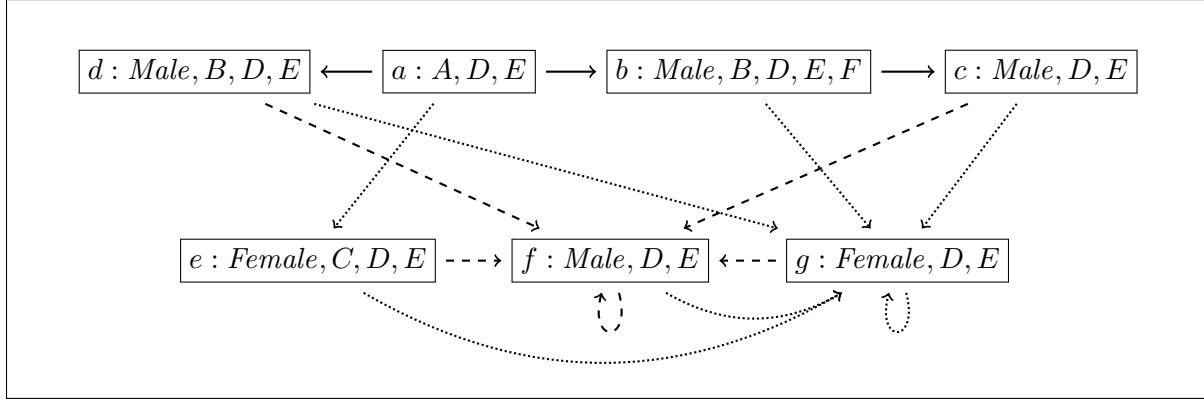 d : Male, B, D, E a : A, D, E b : Male, B, D, E, F c : Male, D, E
e : Female, C, D, E f : Male, D, E g : Female, D, E